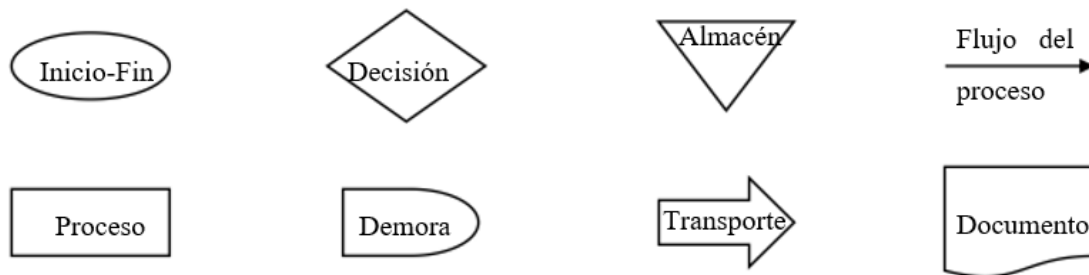 Inicio-Fin
Decisión
Almacén
Flujo del
proceso
Proceso
Demora
Transporte
Documento